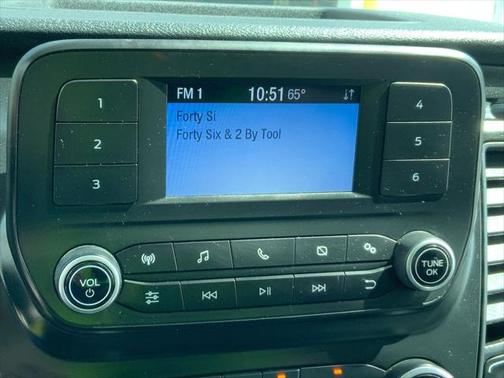 FM 1 10:51 65°
Forty Si
Forty Six & 2 By Tool
1
2
3
4
5
6
VOL
TUNE
OK